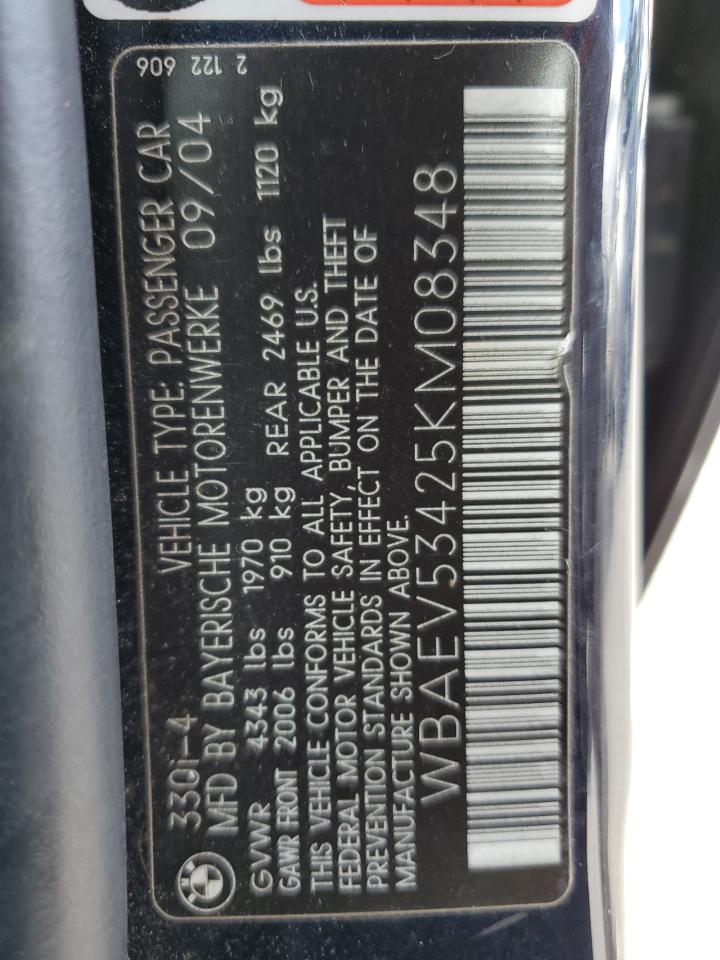 2 122 606
330i-4 VEHICLE TYPE: PASSENGER CAR
MFD BY BAYERISCHE MOTORENWERKE 09/04
GVWR 4343 lbs 1970 kg
GAWR FRONT 2006 lbs 910 kg REAR 2469 lbs 1120 kg
THIS VEHICLE CONFORMS TO ALL APPLICABLE U.S.
FEDERAL MOTOR VEHICLE SAFETY, BUMPER AND THEFT
PREVENTION STANDARDS IN EFFECT ON THE DATE OF
MANUFACTURE SHOWN ABOVE.
WBAEV53425KM08348